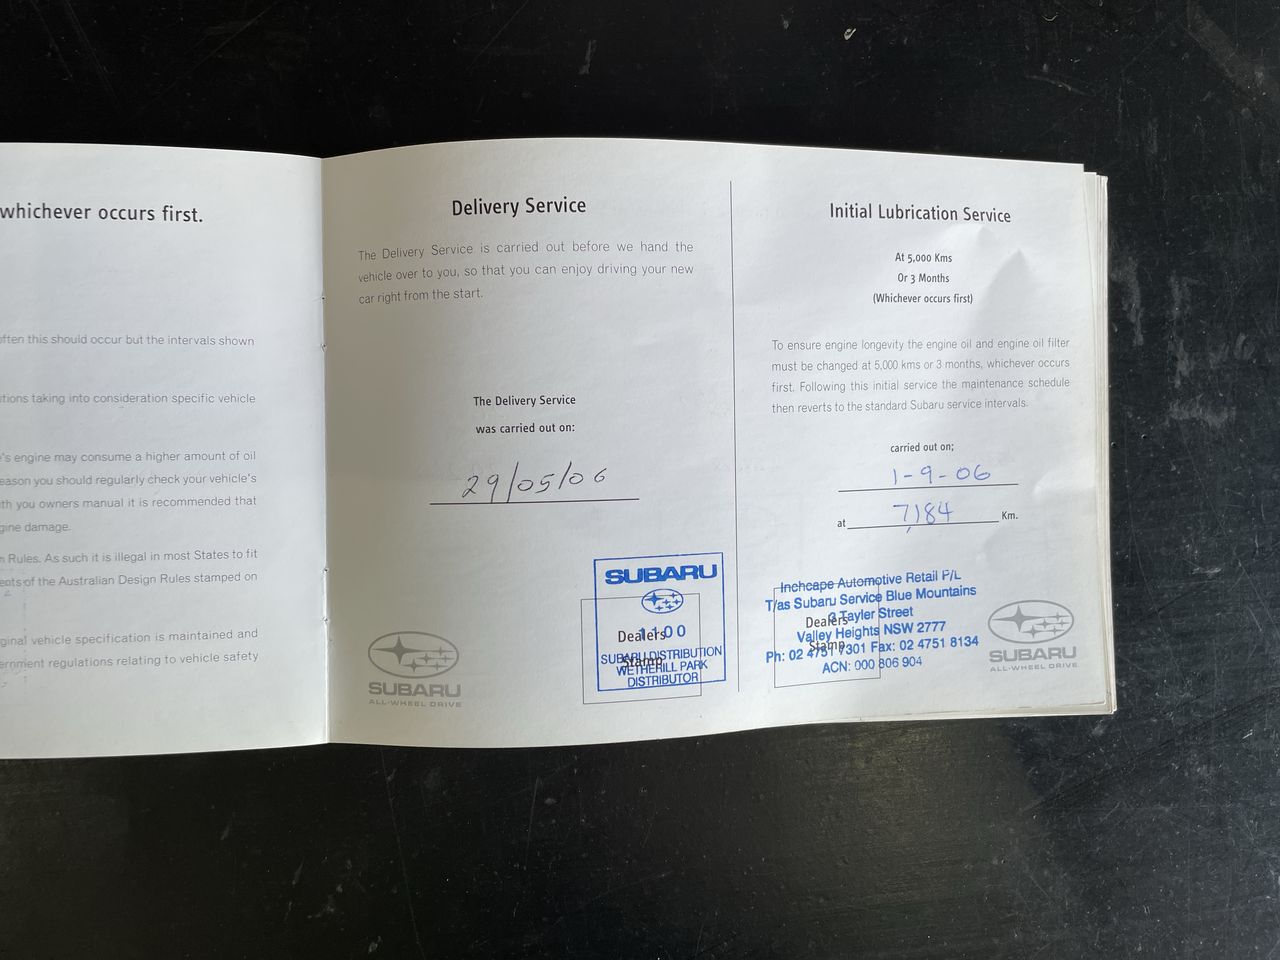 whichever occurs first.
often this should occur but the intervals shown
taking into consideration specific vehicle
engine may consume a higher amount of oil
you should regularly check your vehicle's
you owners manual it is recommended that
damage.
Rules. As such it is illegal in most States to fit
of the Australian Design Rules stamped on
vehicle specification is maintained and
regulations relating to vehicle safety
Delivery Service
The Delivery Service is carried out before we hand the
vehicle over to you, so that you can enjoy driving your new
car right from the start.
The Delivery Service
was carried out on:
29/05/06
SUBARU
ALL-WHEEL DRIVE
SUBARU
1100
Dealers
Stamp
SUBARU DISTRIBUTION
WETHERILL PARK
DISTRIBUTOR
Initial Lubrication Service
At 5,000 Kms
Or 3 Months
(Whichever occurs first)
To ensure engine longevity the engine oil and engine oil filter
must be changed at 5,000 kms or 3 months, whichever occurs
first. Following this initial service the maintenance schedule
then reverts to the standard Subaru service intervals.
carried out on;
1-9-06
at 7,184 Km.
Inchcape Automotive Retail P/L
T/as Subaru Service Blue Mountains
Tayler Street
Valley Heights NSW 2777
Ph: 02 4751 7301 Fax: 02 4751 8134
ACN: 000 806 904
Dealers
Stamp
SUBARU
ALL-WHEEL DRIVE